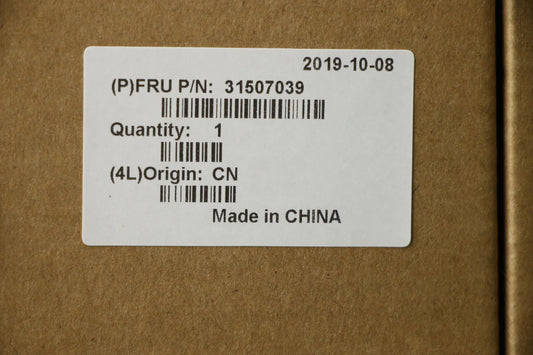 2019-10-08
(P)FRU P/N: 31507039
Quantity: 1
(4L)Origin: CN
Made in CHINA